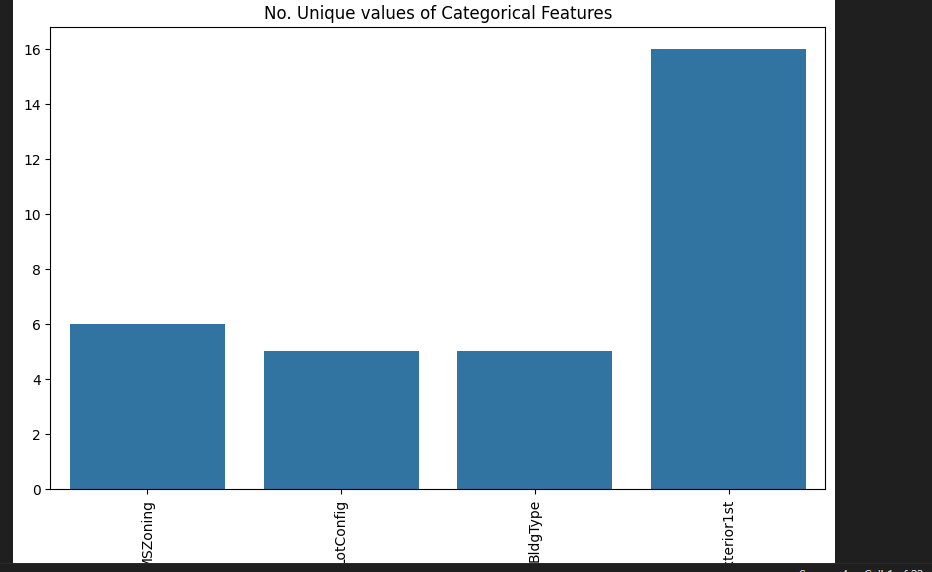 No. Unique values of Categorical Features
16
14
12
10
8
6
4
2
0
MSZoning
LotConfig
BldgType
xterior1st